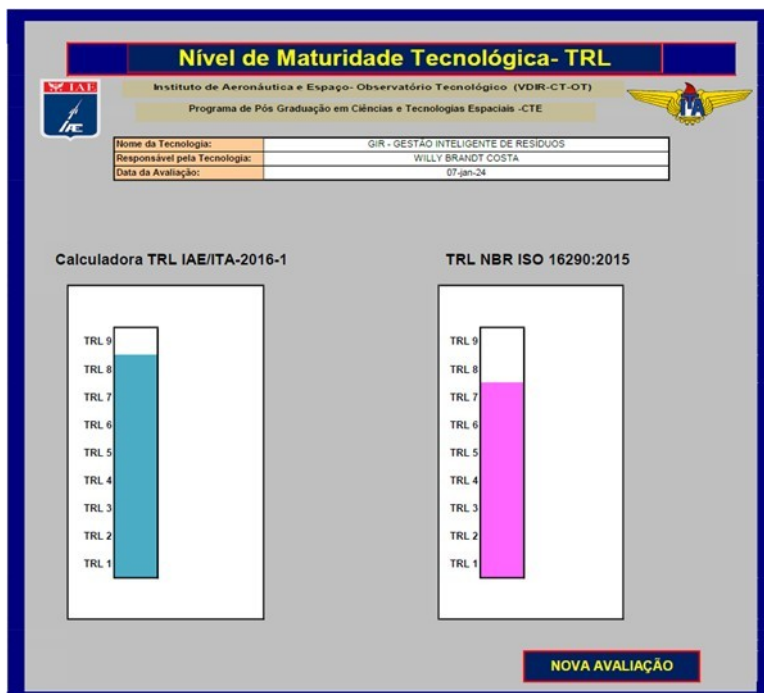 Nível de Maturidade Tecnológica- TRL
IAE
Instituto de Aeronáutica e Espaço- Observatório Tecnológico (VDIR-CT-OT)
Programa de Pós Graduação em Ciências e Tecnologias Espaciais -CTE
IAE
ITA
Nome da Tecnologia: GIR - GESTÃO INTELIGENTE DE RESÍDUOS
Responsável pela Tecnologia: WILLY BRANDT COSTA
Data da Avaliação: 07-jan-24
Calculadora TRL IAE/ITA-2016-1
TRL 9
TRL 8
TRL 7
TRL 6
TRL 5
TRL 4
TRL 3
TRL 2
TRL 1
TRL NBR ISO 16290:2015
TRL 9
TRL 8
TRL 7
TRL 6
TRL 5
TRL 4
TRL 3
TRL 2
TRL 1
NOVA AVALIAÇÃO